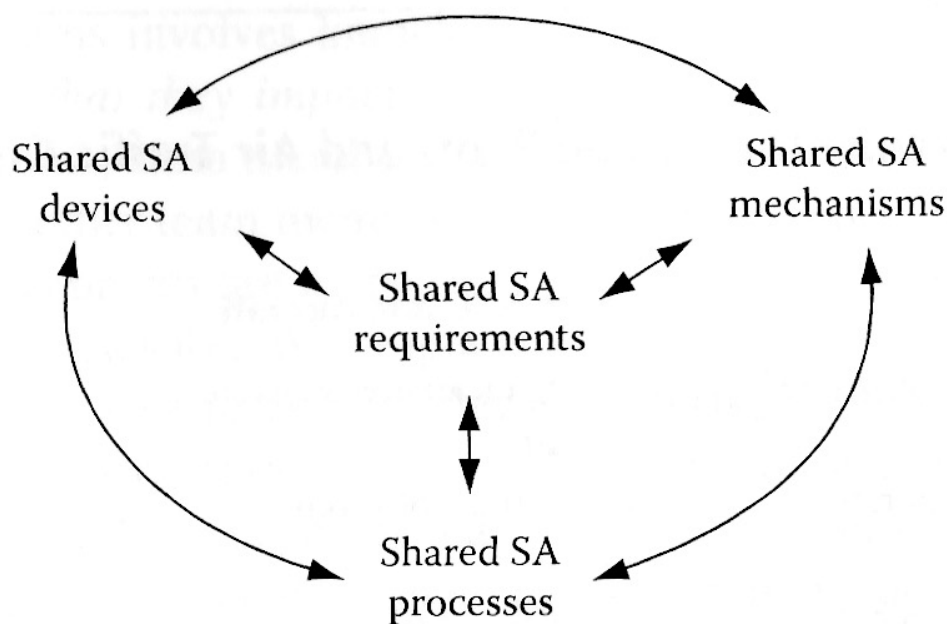 Shared SA
devices
Shared SA
mechanisms
Shared SA
requirements
Shared SA
processes